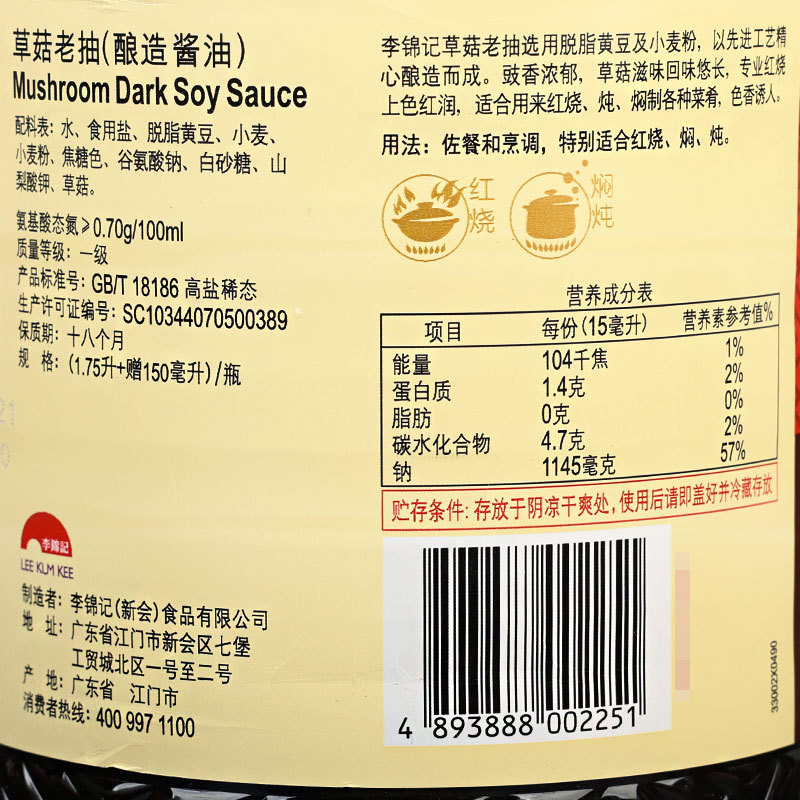 草菇老抽(酿造酱油)
Mushroom Dark Soy Sauce
配料表：水、食用盐、脱脂黄豆、小麦、
小麦粉、焦糖色、谷氨酸钠、白砂糖、山
梨酸钾、草菇。
氨基酸态氮≥0.70g/100ml
质量等级：一级
产品标准号：GB/T 18186 高盐稀态
生产许可证编号：SC10344070500389
保质期：十八个月
规 格：(1.75升+赠150毫升)/瓶
李錦記
LEE KUM KEE
制造者：李锦记(新会)食品有限公司
地 址：广东省江门市新会区七堡
工贸城北区一号至二号
产 地：广东省 江门市
消费者热线：400 997 1100
李锦记草菇老抽选用脱脂黄豆及小麦粉，以先进工艺精
心酿造而成。豉香浓郁，草菇滋味回味悠长，专业红烧
上色红润，适合用来红烧、炖、焖制各种菜肴，色香诱人。
用法：佐餐和烹调，特别适合红烧、焖、炖。
红烧
焖炖
营养成分表
项目 每份(15毫升) 营养素参考值%
能量 104千焦 1%
蛋白质 1.4克 2%
脂肪 0克 0%
碳水化合物 4.7克 2%
钠 1145毫克 57%
贮存条件：存放于阴凉干爽处，使用后请即盖好并冷藏存放
4 893888 002251
33002X0490